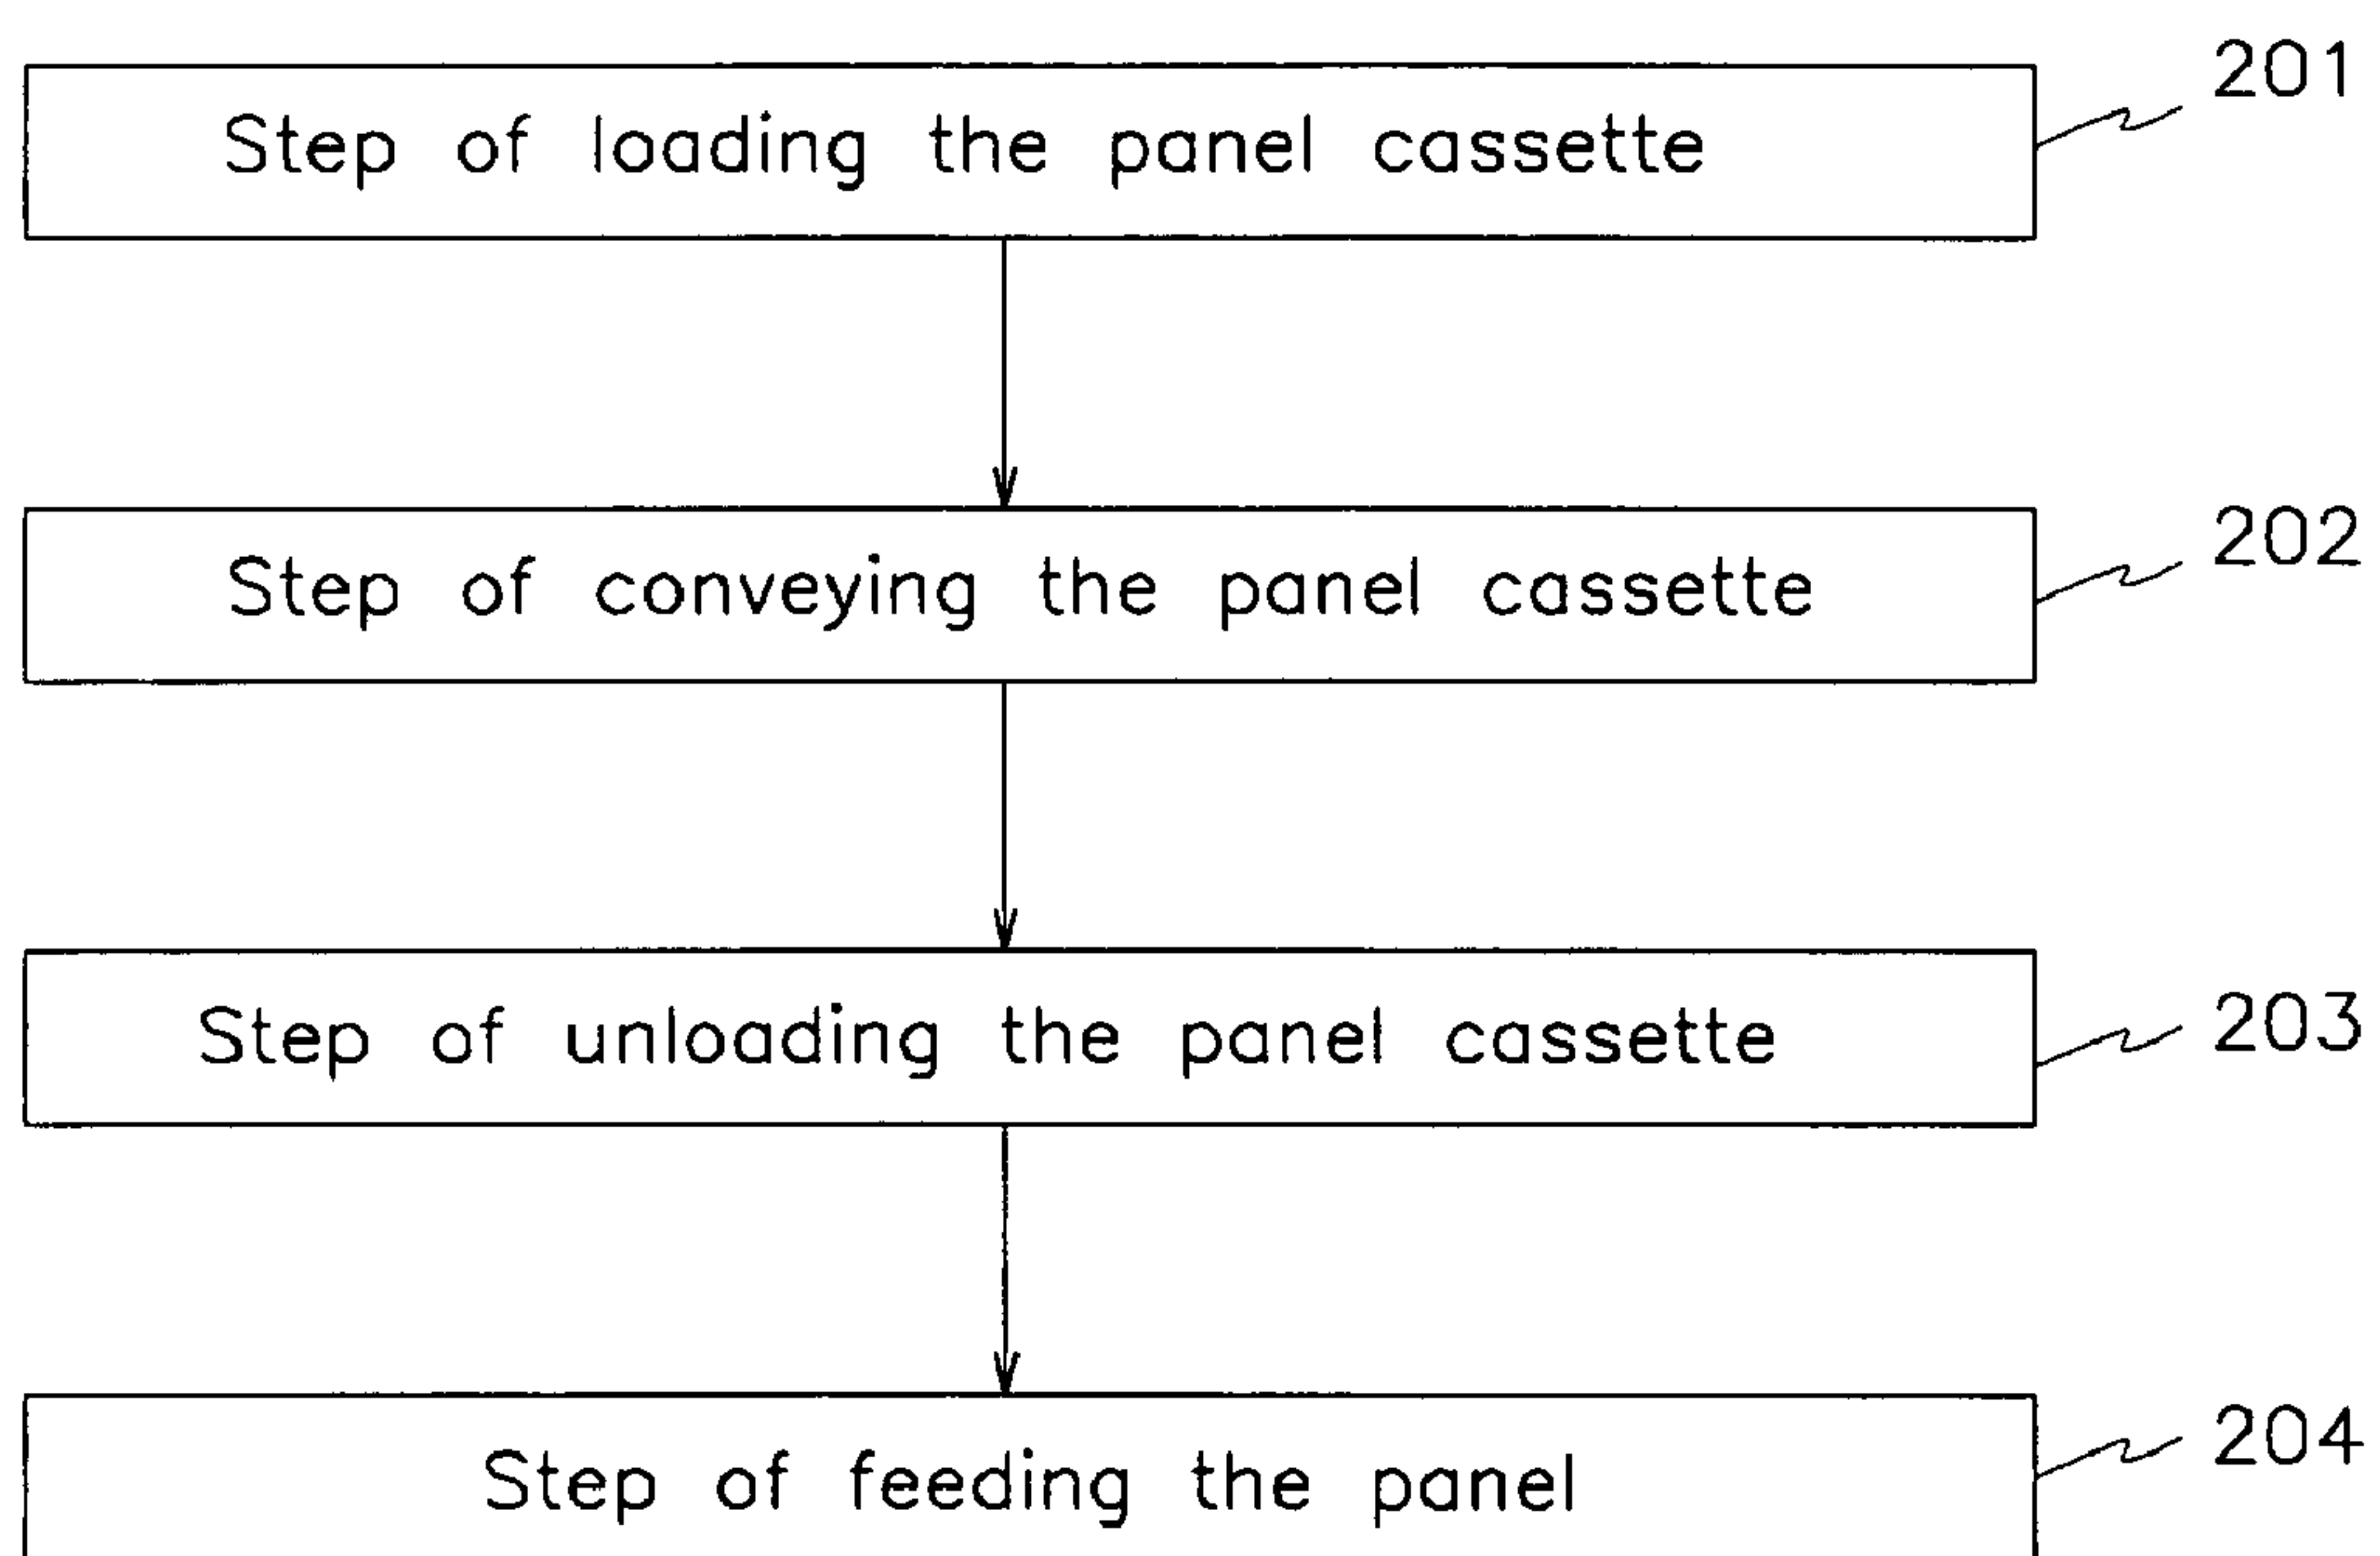 201
Step of loading the panel cassette
202
Step of conveying the panel cassette
203
Step of unloading the panel cassette
204
Step of feeding the panel